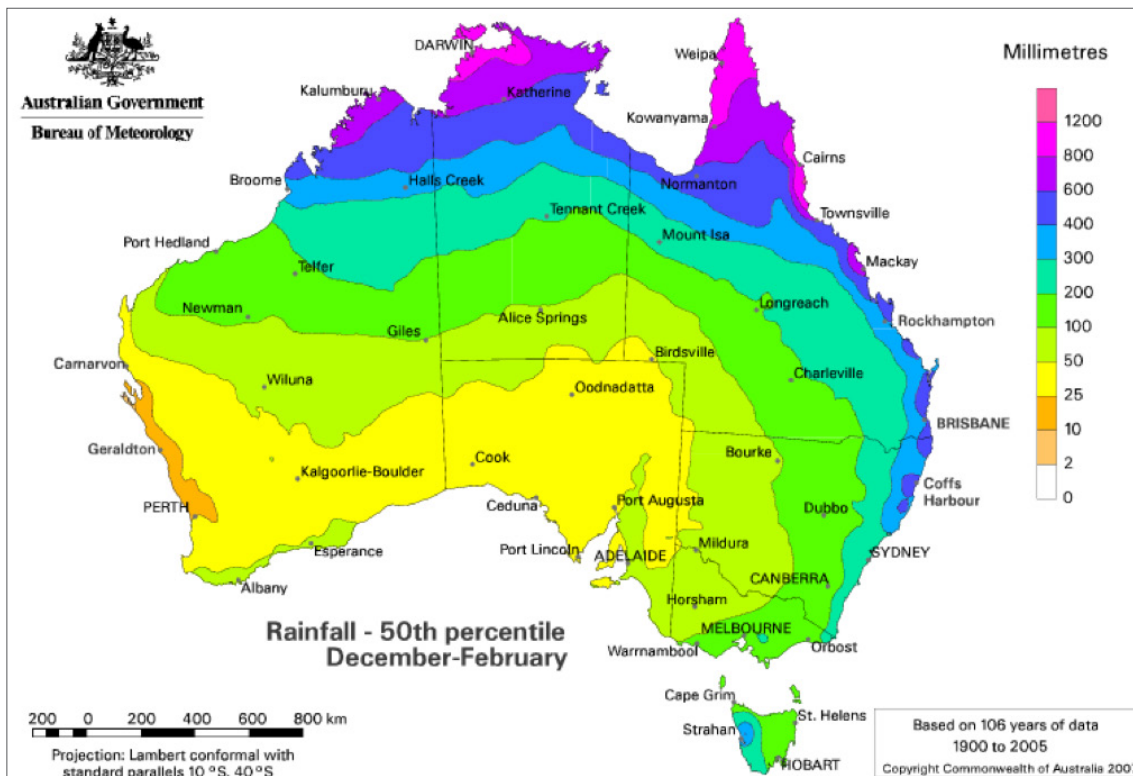 Australian Government
Bureau of Meteorology
DARWIN
Weipa
Millimetres
Kalumburu
Katherine
Kowanyama
Cairns
Broome
Halls Creek
Normanton
Townsville
Tennant Creek
Port Hedland
Mount Isa
Mackay
Telfer
Newman
Longreach
Rockhampton
Giles
Alice Springs
Birdsville
Carnarvon
Wiluna
Oodnadatta
Charleville
BRISBANE
Geraldton
Kalgoorlie-Boulder
Cook
Bourke
Coffs
Harbour
PERTH
Ceduna
Port Augusta
Dubbo
Esperance
Port Lincoln
ADELAIDE
Mildura
SYDNEY
Albany
CANBERRA
Horsham
MELBOURNE
Warrnambool
Orbost
Cape Grim
St. Helens
Strahan
HOBART
1200
800
600
400
300
200
100
50
25
10
2
0
Rainfall - 50th percentile
December-February
200 0 200 400 600 800 km
Projection: Lambert conformal with
standard parallels 10 °S, 40 °S
Based on 106 years of data
1900 to 2005
Copyright Commonwealth of Australia